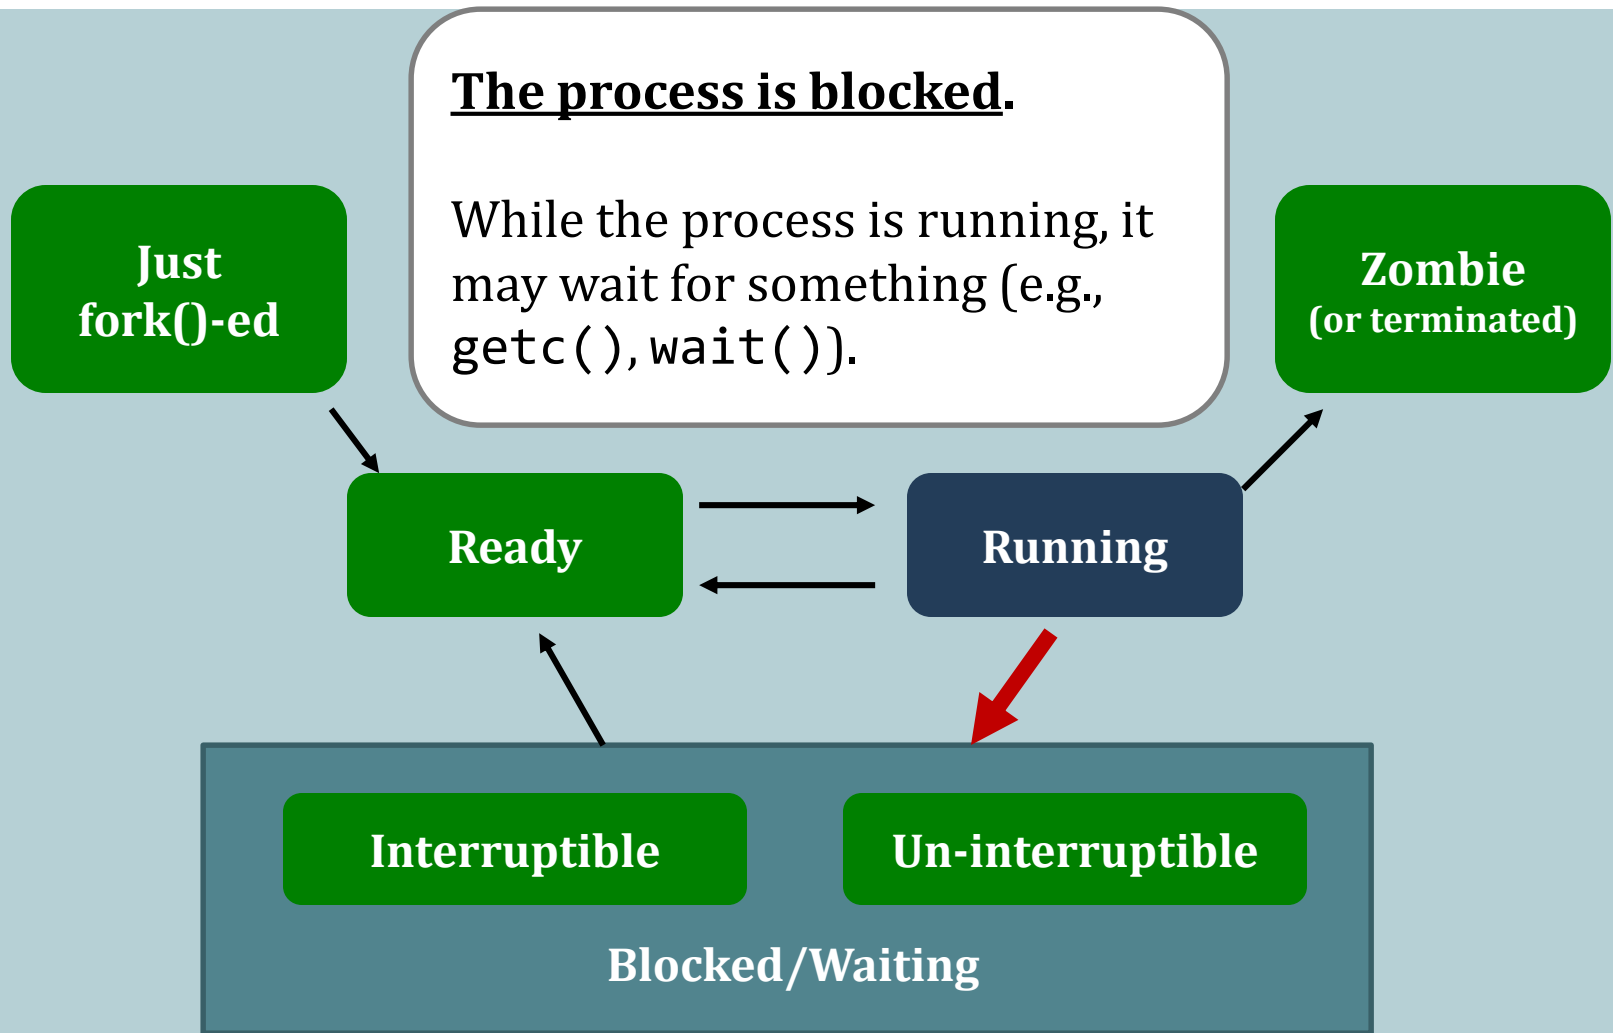 The process is blocked.
While the process is running, it
may wait for something (e.g.,
getc(), wait()).
Just
fork()-ed
Zombie
(or terminated)
Ready
Running
Interruptible
Un-interruptible
Blocked/Waiting